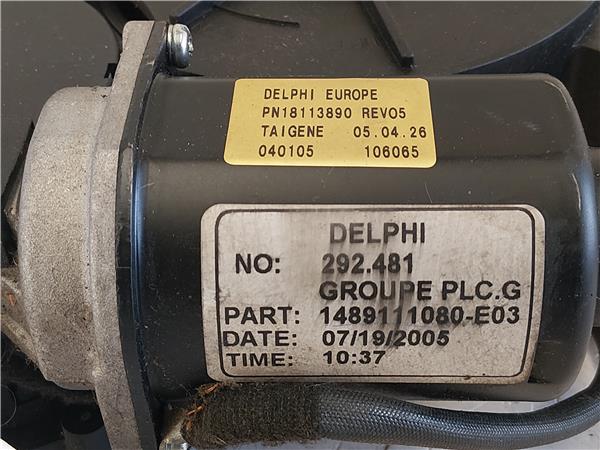 DELPHI EUROPE
PN18113890 REV05
TAIGENE 05.04.26
040105 106065
DELPHI
NO: 292.481
GROUPE PLC.G
PART: 1489111080-E03
DATE: 07/19/2005
TIME: 10:37